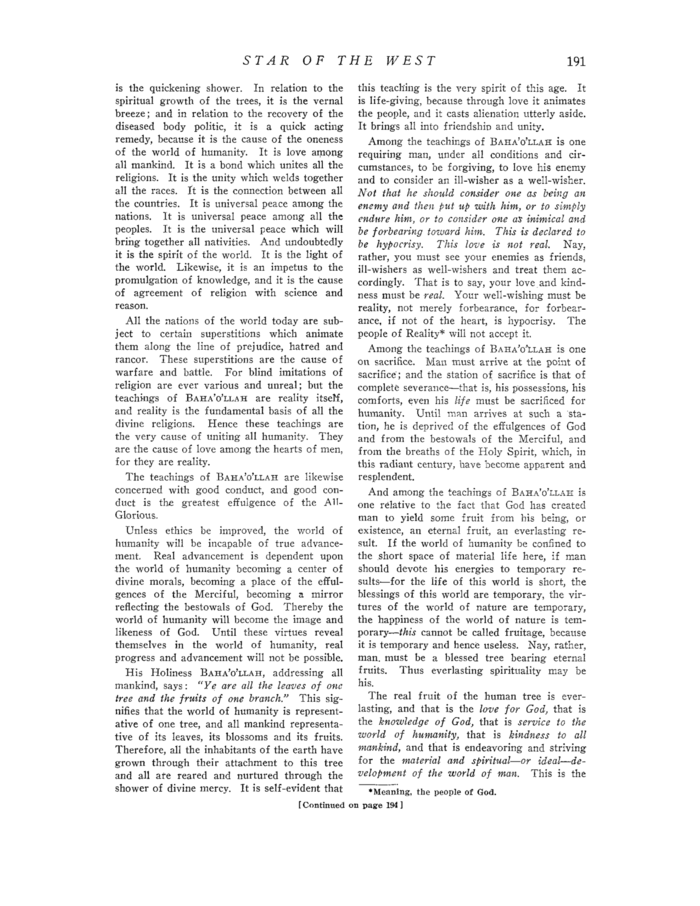 STAR OF THE WEST 191
is the quickening shower. In relation to the
spiritual growth of the trees, it is the vernal
breeze; and in relation to the recovery of the
diseased body politic, it is a quick acting
remedy, because it is the cause of the oneness
of the world of humanity. It is love among
all mankind. It is a bond which unites all the
religions. It is the unity which welds together
all the races. It is the connection between all
the countries. It is universal peace among the
nations. It is universal peace among all the
peoples. It is the universal peace which will
bring together all nativities. And undoubtedly
it is the spirit of the world. It is the light of
the world. Likewise, it is an impetus to the
promulgation of knowledge, and it is the cause
of agreement of religion with science and
reason.
All the nations of the world today are sub-
ject to certain superstitions which animate
them along the line of prejudice, hatred and
rancor. These superstitions are the cause of
warfare and battle. For blind imitations of
religion are ever various and unreal; but the
teachings of BAHA'O'LLAH are reality itself,
and reality is the fundamental basis of all the
divine religions. Hence these teachings are
the very cause of uniting all humanity. They
are the cause of love among the hearts of men,
for they are reality.
The teachings of BAHA'O'LLAH are likewise
concerned with good conduct, and good con-
duct is the greatest effulgence of the All-
Glorious.
Unless ethics be improved, the world of
humanity will be incapable of true advance-
ment. Real advancement is dependent upon
the world of humanity becoming a center of
divine morals, becoming a place of the efful-
gences of the Merciful, becoming a mirror
reflecting the bestowals of God. Thereby the
world of humanity will become the image and
likeness of God. Until these virtues reveal
themselves in the world of humanity, real
progress and advancement will not be possible.
His Holiness BAHA'O'LLAH, addressing all
mankind, says: "Ye are all the leaves of one
tree and the fruits of one branch." This sig-
nifies that the world of humanity is represent-
ative of one tree, and all mankind representa-
tive of its leaves, its blossoms and its fruits.
Therefore, all the inhabitants of the earth have
grown through their attachment to this tree
and all are reared and nurtured through the
shower of divine mercy. It is self-evident that
this teaching is the very spirit of this age. It
is life-giving, because through love it animates
the people, and it casts alienation utterly aside.
It brings all into friendship and unity.
Among the teachings of BAHA'O'LLAH is one
requiring man, under all conditions and cir-
cumstances, to be forgiving, to love his enemy
and to consider an ill-wisher as a well-wisher.
Not that he should consider one as being an
enemy and then put up with him, or to simply
endure him, or to consider one as inimical and
be forbearing toward him. This is declared to
be hypocrisy. This love is not real. Nay,
rather, you must see your enemies as friends,
ill-wishers as well-wishers and treat them ac-
cordingly. That is to say, your love and kind-
ness must be real. Your well-wishing must be
reality, not merely forbearance, for forbear-
ance, if not of the heart, is hypocrisy. The
people of Reality* will not accept it.
Among the teachings of BAHA'O'LLAH is one
on sacrifice. Man must arrive at the point of
sacrifice; and the station of sacrifice is that of
complete severance—that is, his possessions, his
comforts, even his life must be sacrificed for
humanity. Until man arrives at such a sta-
tion, he is deprived of the effulgences of God
and from the bestowals of the Merciful, and
from the breaths of the Holy Spirit, which, in
this radiant century, have become apparent and
resplendent.
And among the teachings of BAHA'O'LLAH is
one relative to the fact that God has created
man to yield some fruit from his being, or
existence, an eternal fruit, an everlasting re-
sult. If the world of humanity be confined to
the short space of material life here, if man
should devote his energies to temporary re-
sults—for the life of this world is short, the
blessings of this world are temporary, the vir-
tues of the world of nature are temporary,
the happiness of the world of nature is tem-
porary—this cannot be called fruitage, because
it is temporary and hence useless. Nay, rather,
man must be a blessed tree bearing eternal
fruits. Thus everlasting spirituality may be
his.
The real fruit of the human tree is ever-
lasting, and that is the love for God, that is
the knowledge of God, that is service to the
world of humanity, that is kindness to all
mankind, and that is endeavoring and striving
for the material and spiritual—or ideal—de-
velopment of the world of man. This is the
*Meaning, the people of God.
[Continued on page 194]